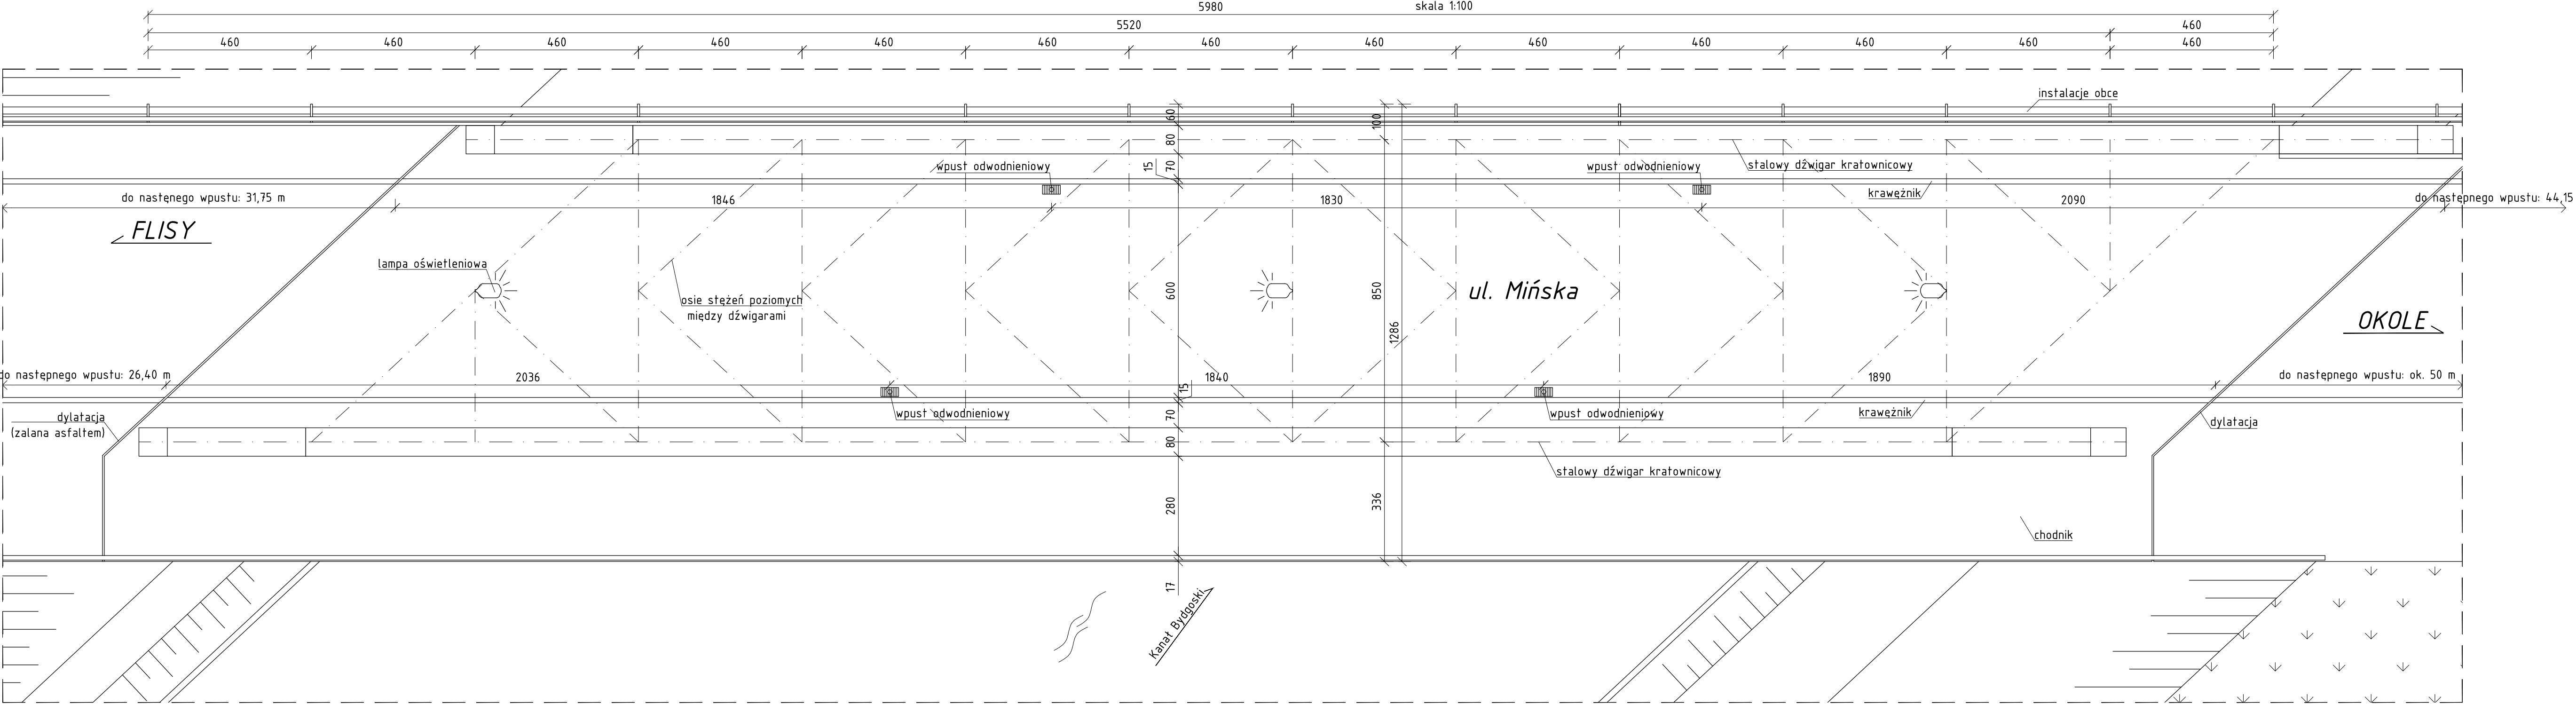 5980
skala 1:100
5520
460
460
460
460
460
460
460
460
460
460
460
460
460
460
instalacje obce
60
80
70
15
100
wpust odwodnieniowy
wpust odwodnieniowy
stalowy dźwigar kratownicowy
krawężnik
do nastęnego wpustu: 31,75 m
1846
1830
2090
do następnego wpustu: 44,15
FLISY
lampa oświetleniowa
osie stężeń poziomych
między dźwigarami
600
850
1286
ul. Mińska
OKOLE
do następnego wpustu: 26,40 m
2036
15
1840
1890
do następnego wpustu: ok. 50 m
dylatacja
(zalana asfaltem)
wpust odwodnieniowy
70
wpust odwodnieniowy
krawężnik
dylatacja
80
stalowy dźwigar kratownicowy
280
336
chodnik
17
Kanał Bydgoski